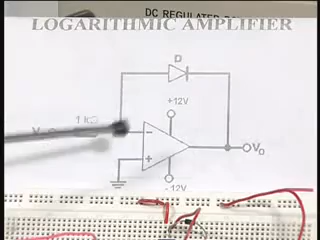 DC REGULATED
LOGARITHMIC AMPLIFIER
D
+12V
1 kΩ
V
−
+
Vo
-12V